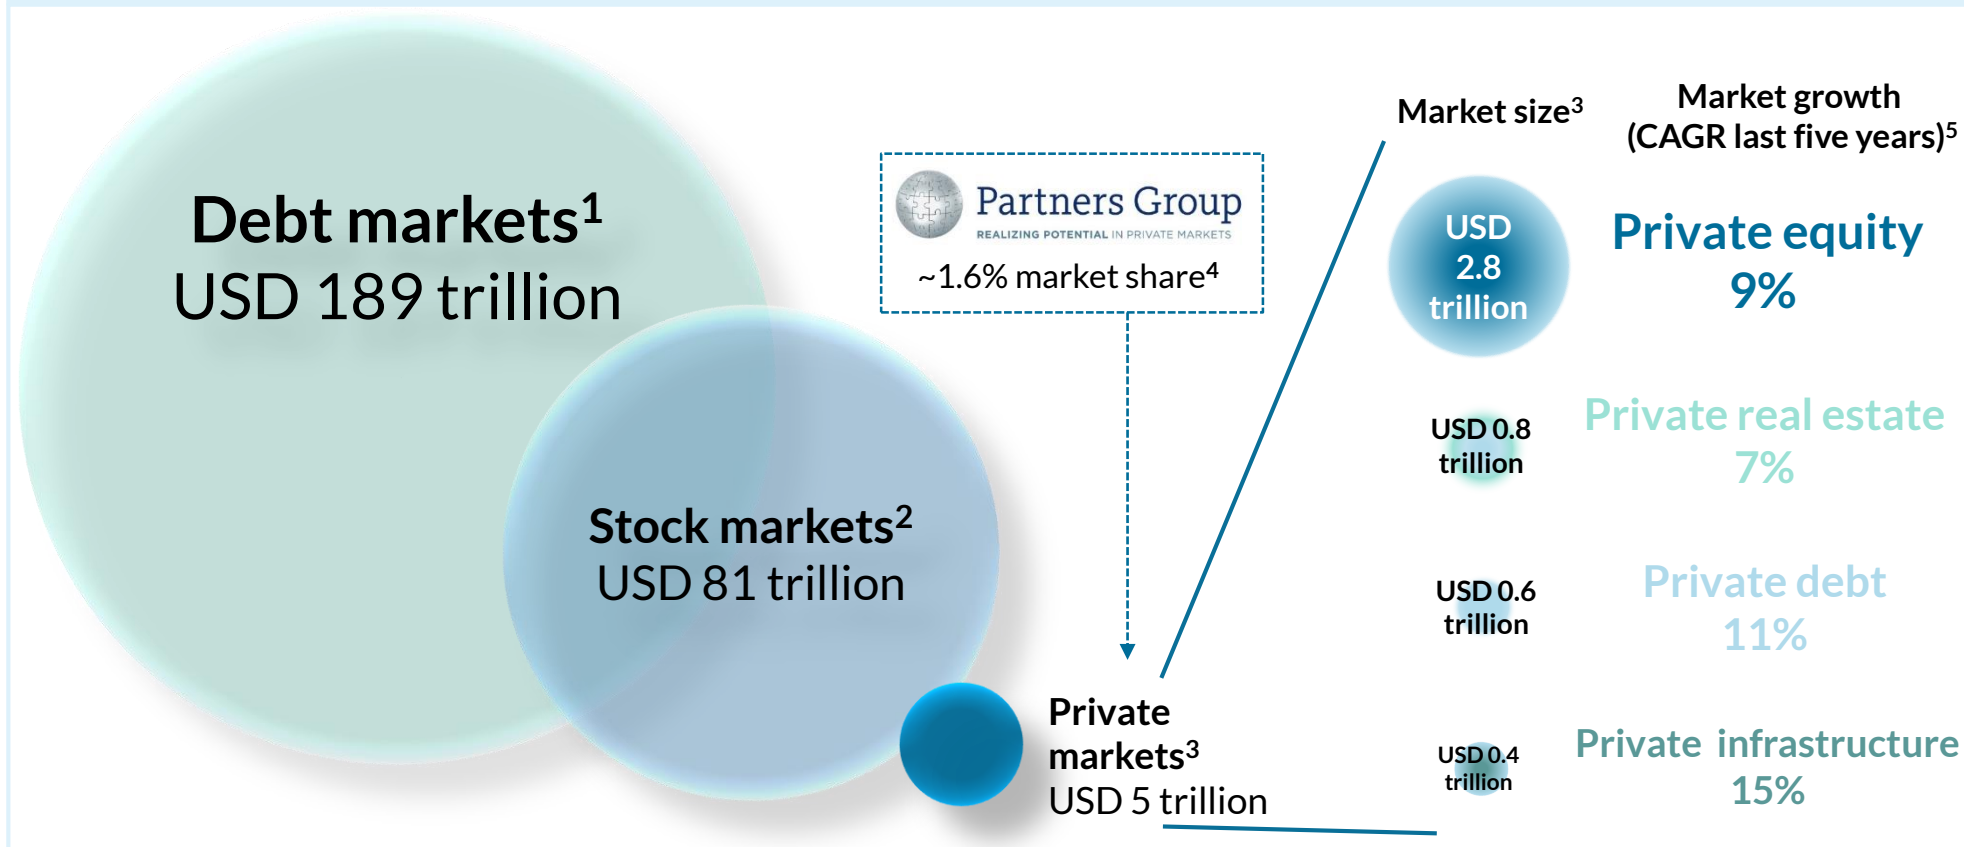 Debt markets¹
USD 189 trillion
Stock markets²
USD 81 trillion
Partners Group
REALIZING POTENTIAL IN PRIVATE MARKETS
~1.6% market share⁴
Private
markets³
USD 5 trillion
Market size³
Market growth
(CAGR last five years)⁵
USD
2.8
trillion
Private equity
9%
USD 0.8
trillion
Private real estate
7%
USD 0.6
trillion
Private debt
11%
USD 0.4
trillion
Private infrastructure
15%